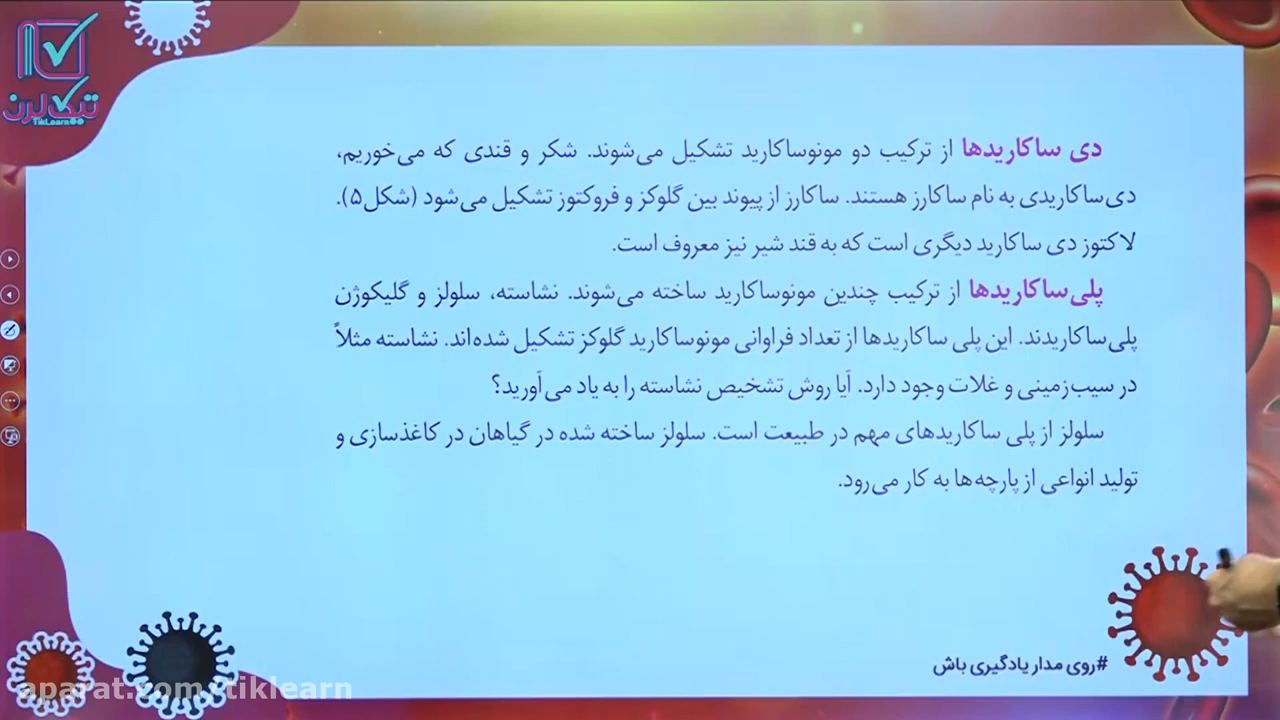 تیک‌لرن
TikLearn
دی ساکاریدها از ترکیب دو مونوساکارید تشکیل می‌شوند. شکر و قندی که می‌خوریم،
دی‌ساکاریدی به نام ساکارز هستند. ساکارز از پیوند بین گلوکز و فروکتوز تشکیل می‌شود (شکل۵).
لاکتوز دی ساکارید دیگری است که به قند شیر نیز معروف است.
پلی‌ساکاریدها از ترکیب چندین مونوساکارید ساخته می‌شوند. نشاسته، سلولز و گلیکوژن
پلی‌ساکاریدند. این پلی ساکاریدها از تعداد فراوانی مونوساکارید گلوکز تشکیل شده‌اند. نشاسته مثلاً
در سیب‌زمینی و غلات وجود دارد. آیا روش تشخیص نشاسته را به یاد می‌آورید؟
سلولز از پلی ساکاریدهای مهم در طبیعت است. سلولز ساخته شده در گیاهان در کاغذسازی و
تولید انواعی از پارچه‌ها به کار می‌رود.
#روی مدار یادگیری باش
aparat.com/tiklearn